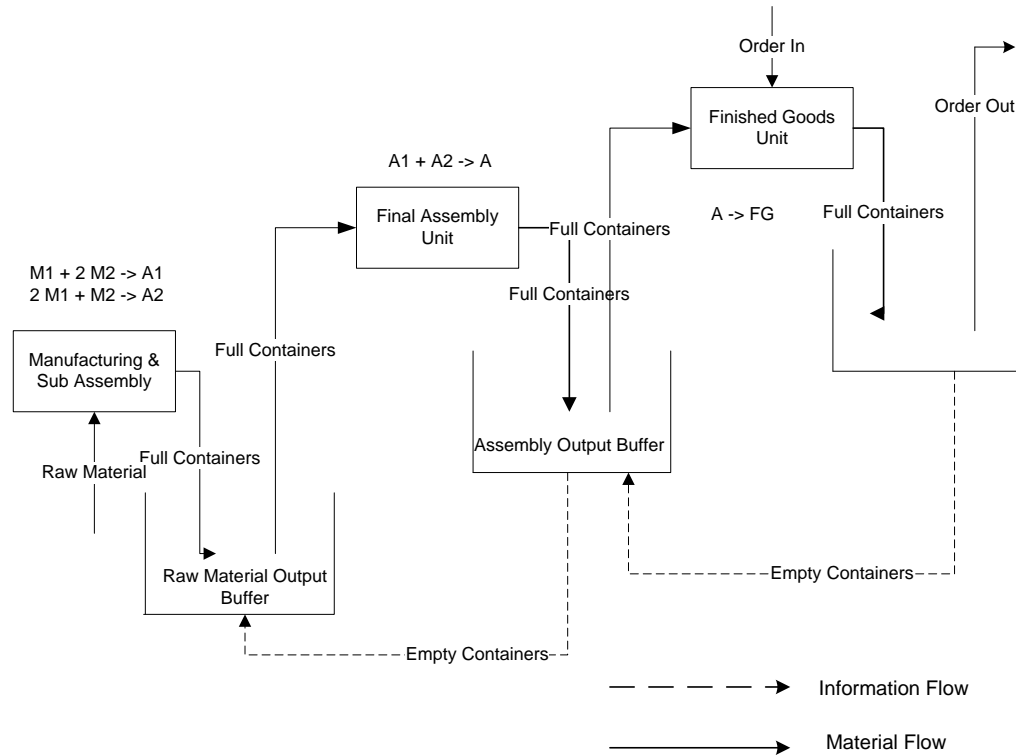 Order In
Order Out
Finished Goods
Unit
A1 + A2 -> A
Final Assembly
Unit
Full Containers
A -> FG
Full Containers
M1 + 2 M2 -> A1
2 M1 + M2 -> A2
Full Containers
Manufacturing &
Sub Assembly
Full Containers
Assembly Output Buffer
Raw Material
Full Containers
Raw Material Output
Buffer
Empty Containers
Empty Containers
Information Flow
Material Flow